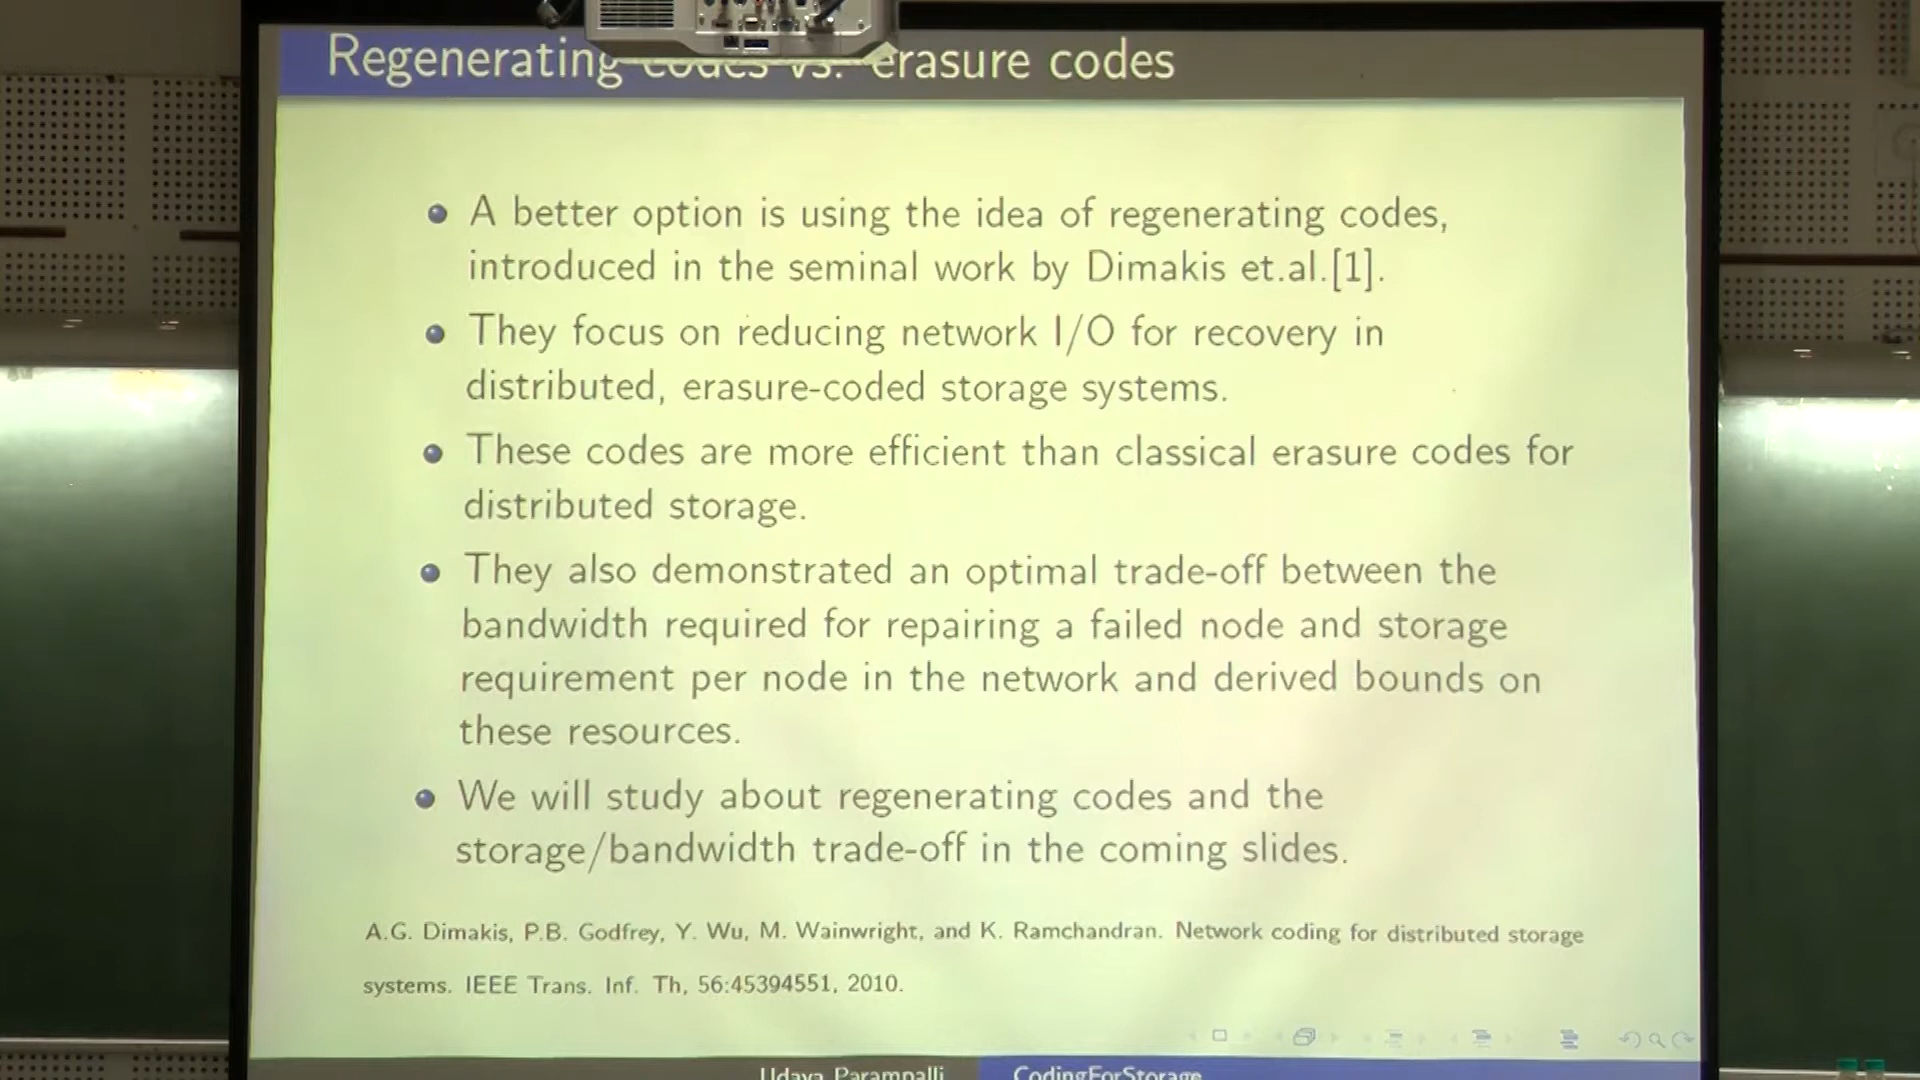 Regenerating codes vs. erasure codes
A better option is using the idea of regenerating codes,
introduced in the seminal work by Dimakis et.al.[1].
They focus on reducing network I/O for recovery in
distributed, erasure-coded storage systems.
These codes are more efficient than classical erasure codes for
distributed storage.
They also demonstrated an optimal trade-off between the
bandwidth required for repairing a failed node and storage
requirement per node in the network and derived bounds on
these resources.
We will study about regenerating codes and the
storage/bandwidth trade-off in the coming slides.
A.G. Dimakis, P.B. Godfrey, Y. Wu, M. Wainwright, and K. Ramchandran. Network coding for distributed storage
systems. IEEE Trans. Inf. Th, 56:45394551, 2010.
Udaya Parampalli CodingForStorage